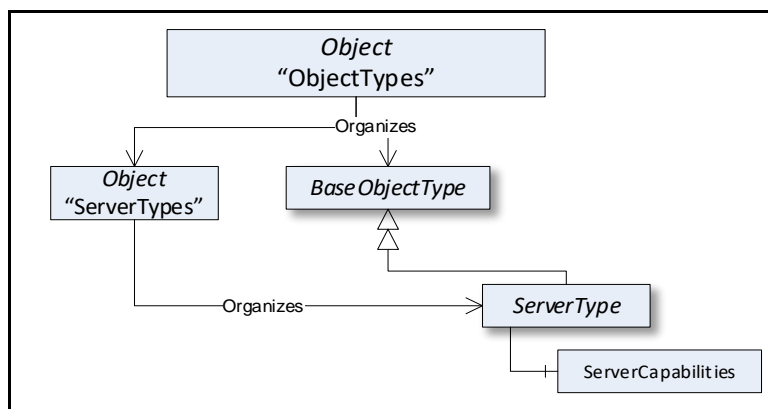 Object
“ObjectTypes”
Organizes
Object
“ServerTypes”
BaseObjectType
Organizes
ServerType
ServerCapabilities